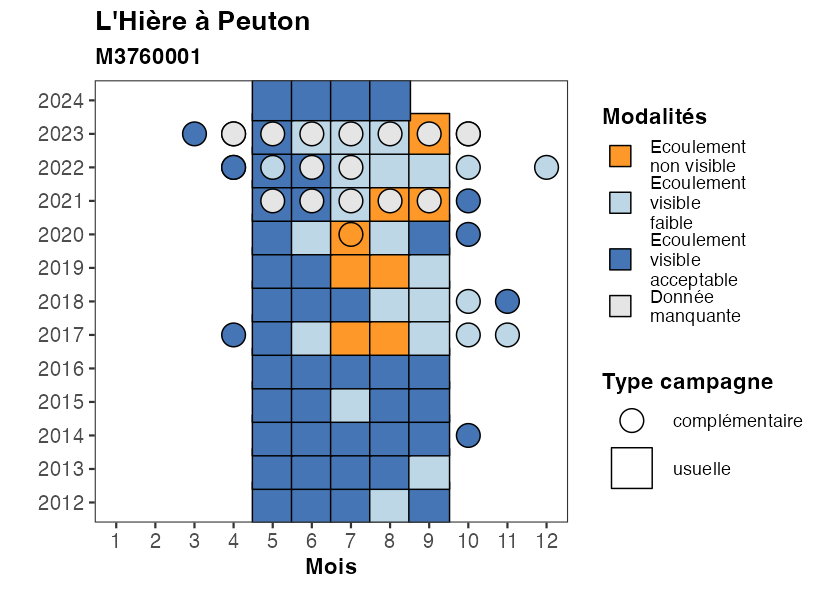 L'Hière à Peuton
M3760001
2024
2023
2022
2021
2020
2019
2018
2017
2016
2015
2014
2013
2012
1 2 3 4 5 6 7 8 9 10 11 12
Mois
Modalités
Ecoulement
non visible
Ecoulement
visible
faible
Ecoulement
visible
acceptable
Donnée
manquante
Type campagne
complémentaire
usuelle